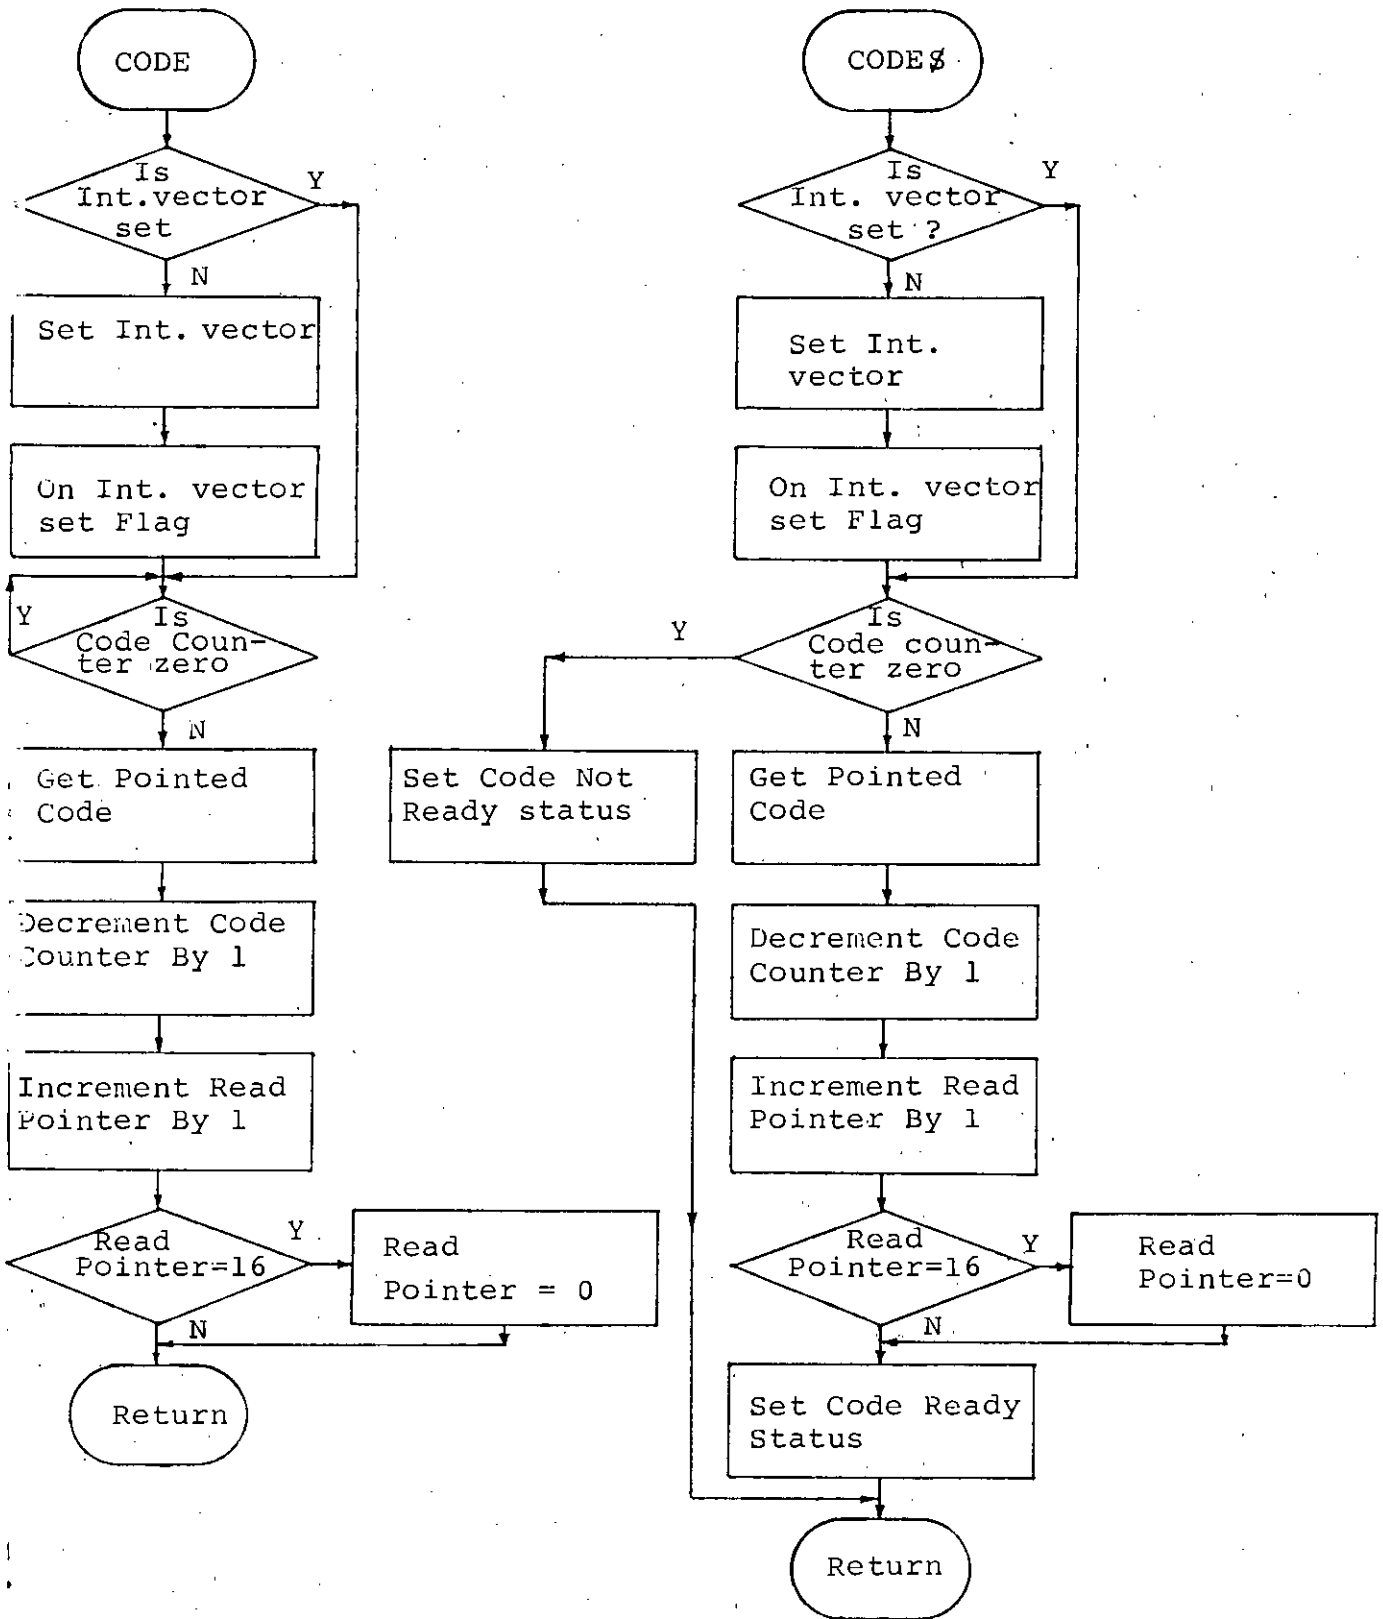 CODE
Is
Int.vector
set
Y
N
Set Int. vector
On Int. vector
set Flag
Y
Is
Code Coun-
ter zero
N
Get Pointed
Code
Decrement Code
Counter By 1
Increment Read
Pointer By 1
Read
Pointer=16
Y
Read
Pointer = 0
N
Return
CODE$
Is
Int. vector
set ?
Y
N
Set Int.
vector
On Int. vector
set Flag
Is
Code coun-
ter zero
Y
N
Set Code Not
Ready status
Get Pointed
Code
Decrement Code
Counter By 1
Increment Read
Pointer By 1
Read
Pointer=16
Y
Read
Pointer=0
N
Set Code Ready
Status
Return